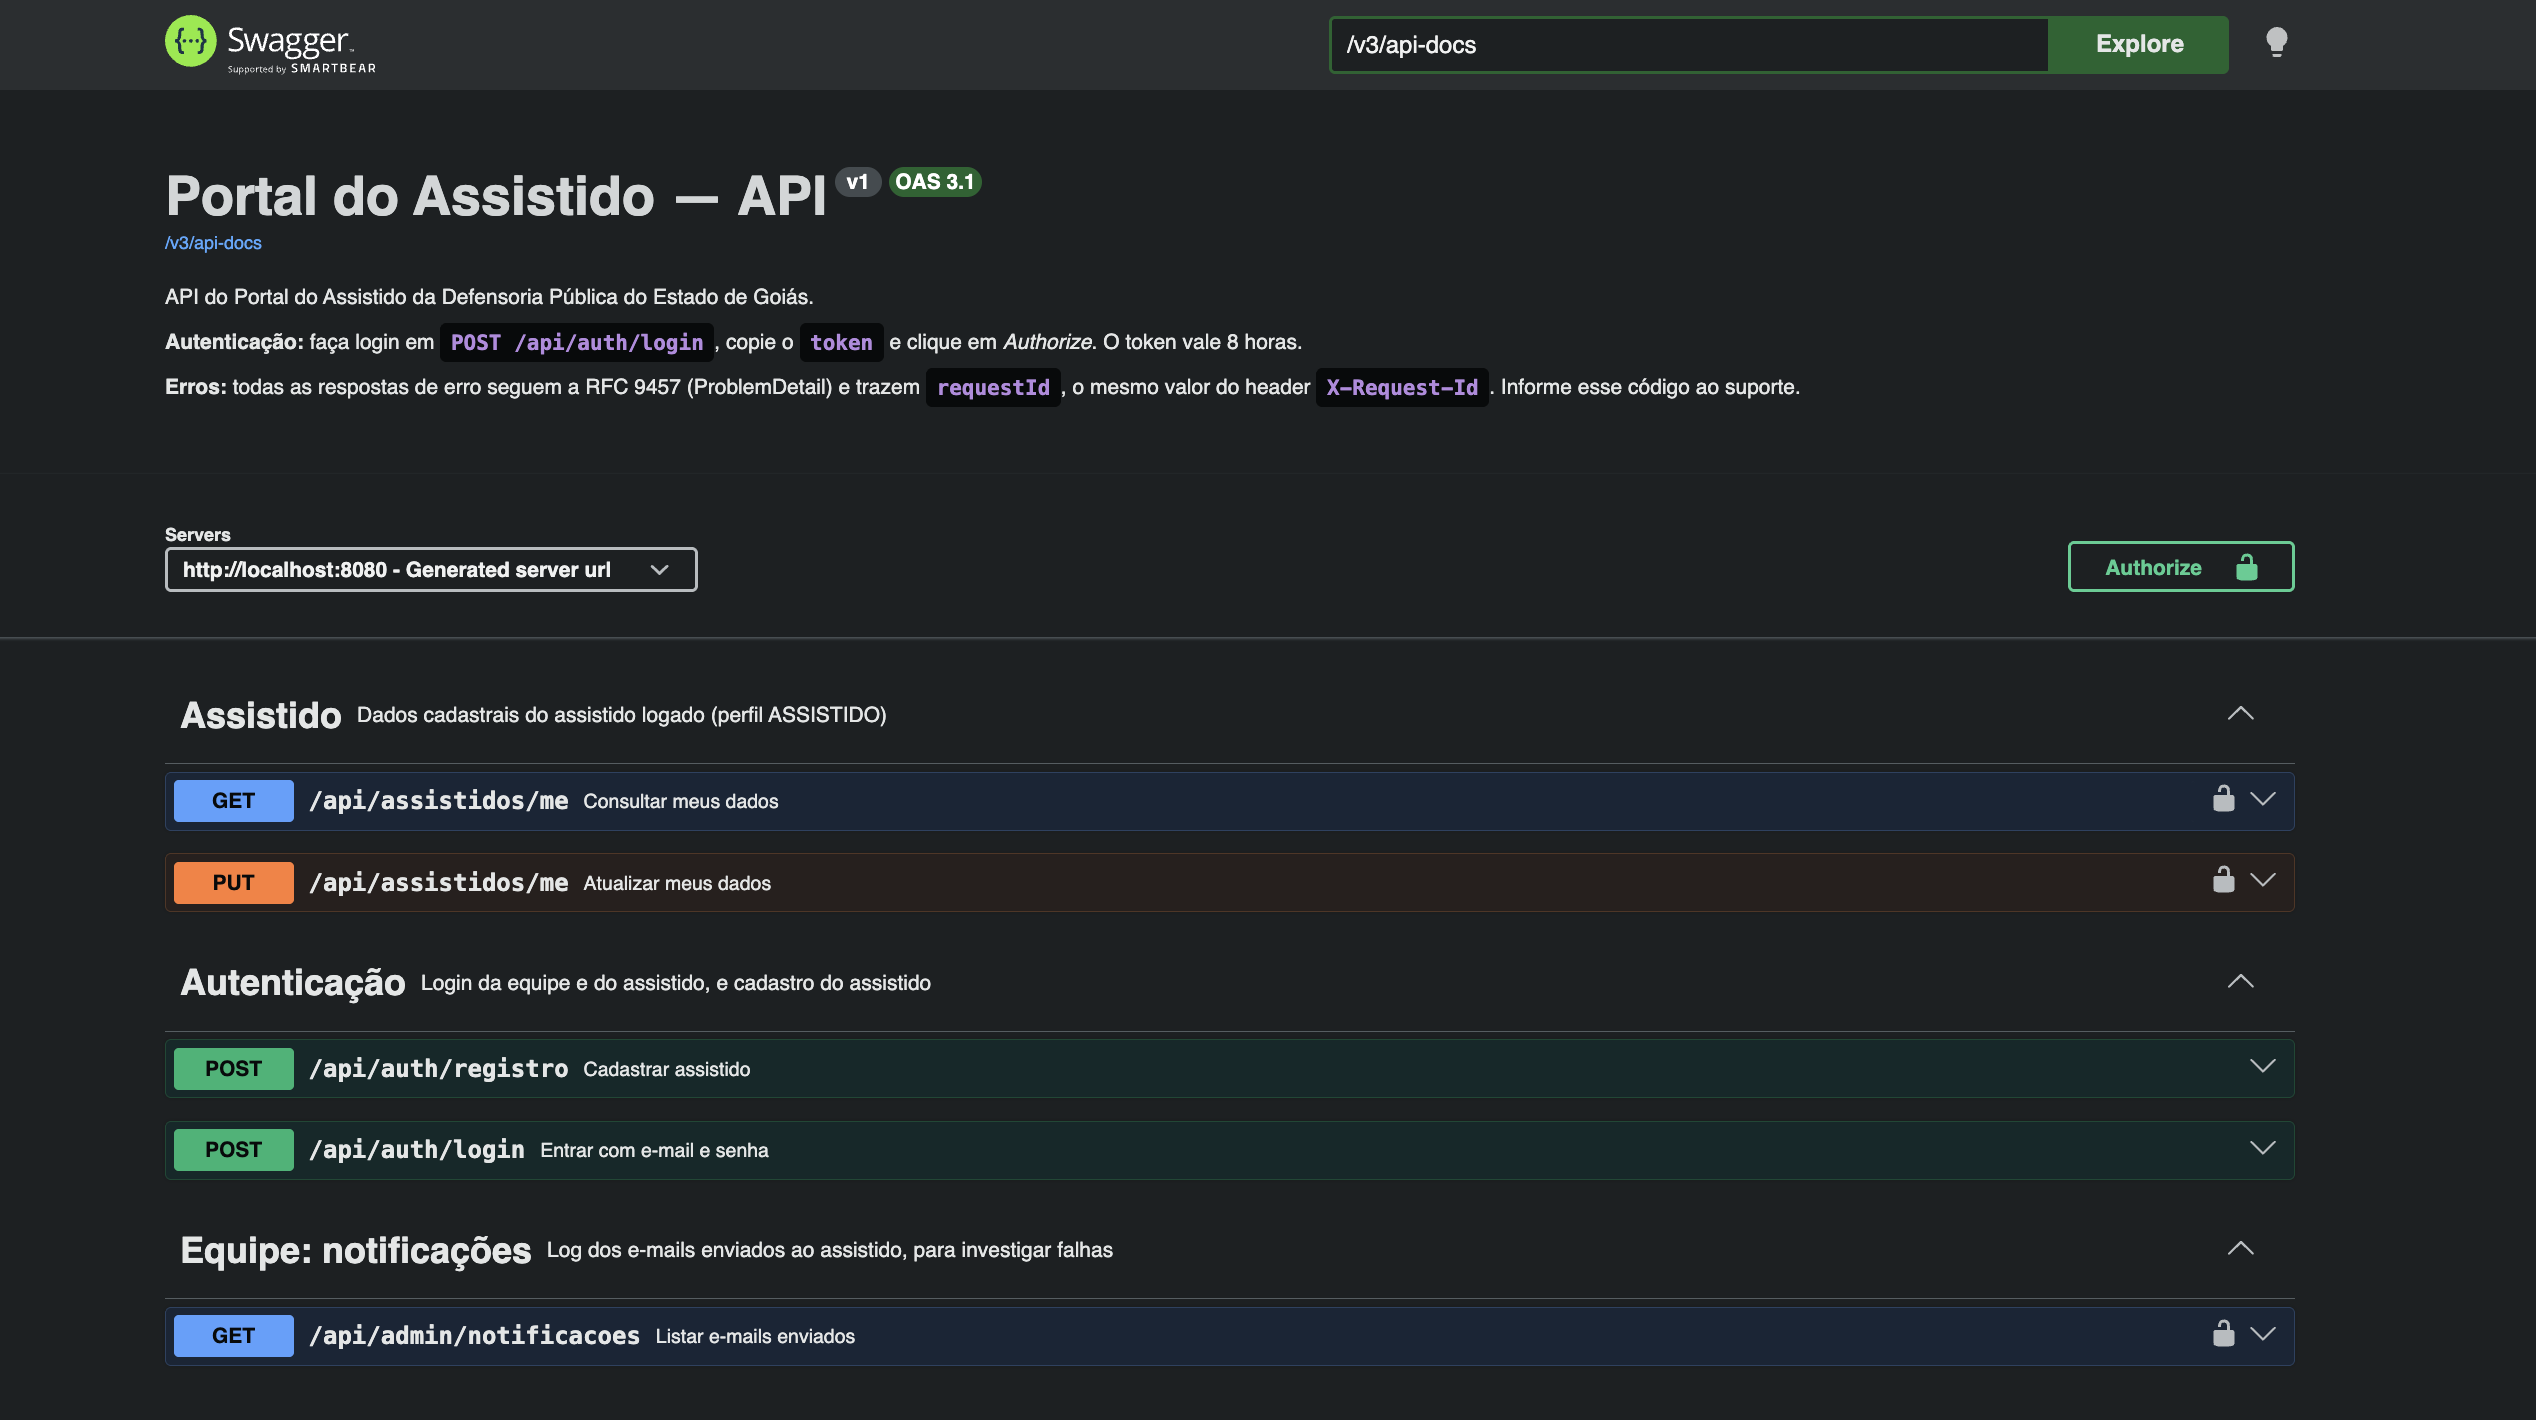 {···} Swagger™
Supported by SMARTBEAR
/v3/api-docs
Explore
Portal do Assistido — API v1 OAS 3.1
/v3/api-docs
API do Portal do Assistido da Defensoria Pública do Estado de Goiás.
Autenticação: faça login em POST /api/auth/login , copie o token e clique em Authorize. O token vale 8 horas.
Erros: todas as respostas de erro seguem a RFC 9457 (ProblemDetail) e trazem requestId , o mesmo valor do header X-Request-Id . Informe esse código ao suporte.
Servers
http://localhost:8080 - Generated server url
Authorize
Assistido Dados cadastrais do assistido logado (perfil ASSISTIDO)
GET /api/assistidos/me Consultar meus dados
PUT /api/assistidos/me Atualizar meus dados
Autenticação Login da equipe e do assistido, e cadastro do assistido
POST /api/auth/registro Cadastrar assistido
POST /api/auth/login Entrar com e-mail e senha
Equipe: notificações Log dos e-mails enviados ao assistido, para investigar falhas
GET /api/admin/notificacoes Listar e-mails enviados